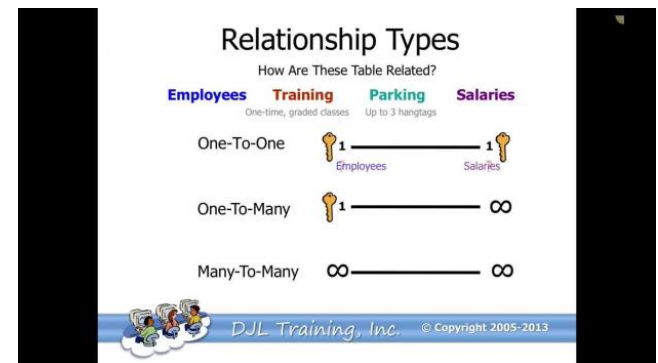 Relationship Types
How Are These Table Related?
Employees Training Parking Salaries
One-time, graded classes Up to 3 hangtags
One-To-One 1 1
Employees Salaries
One-To-Many 1 ∞
Many-To-Many ∞ ∞
DJL Training, Inc. © Copyright 2005-2013